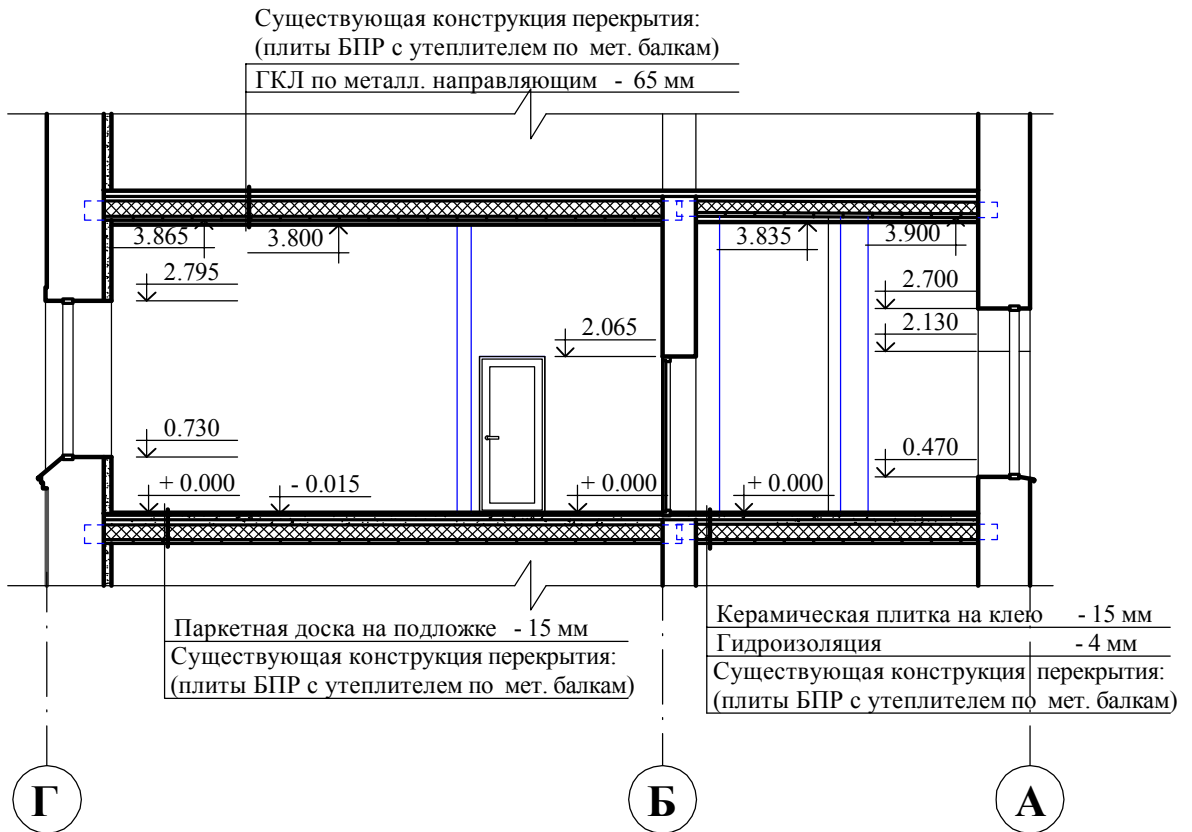 Существующая конструкция перекрытия:
(плиты БПР с утеплителем по мет. балкам)
ГКЛ по металл. направляющим - 65 мм
3.865
3.800
3.835
3.900
2.795
2.700
2.065
2.130
0.730
0.470
+ 0.000
- 0.015
+ 0.000
+ 0.000
Паркетная доска на подложке - 15 мм
Существующая конструкция перекрытия:
(плиты БПР с утеплителем по мет. балкам)
Керамическая плитка на клею - 15 мм
Гидроизоляция - 4 мм
Существующая конструкция перекрытия:
(плиты БПР с утеплителем по мет. балкам)
Г
Б
А